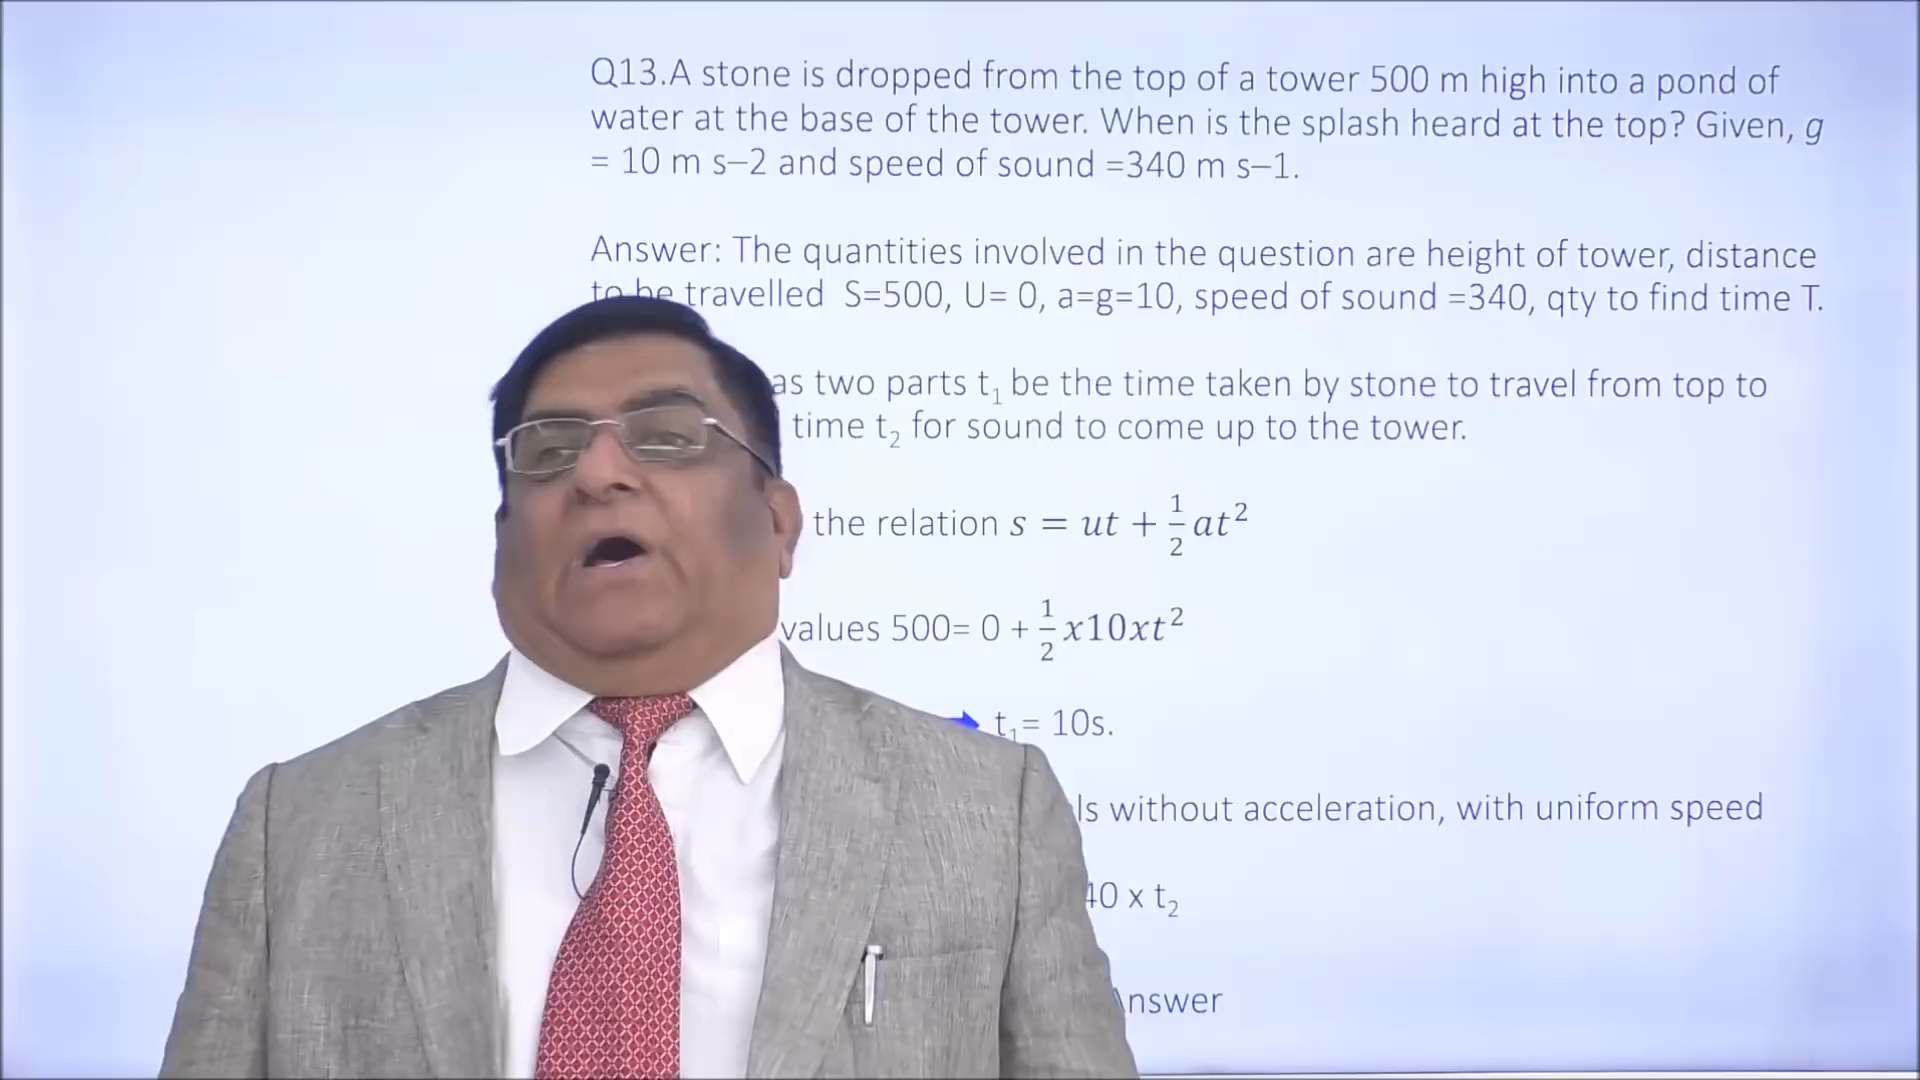 Q13.A stone is dropped from the top of a tower 500 m high into a pond of
water at the base of the tower. When is the splash heard at the top? Given, g
= 10 m s–2 and speed of sound =340 m s–1.
Answer: The quantities involved in the question are height of tower, distance
to be travelled S=500, U= 0, a=g=10, speed of sound =340, qty to find time T.
as two parts t₁ be the time taken by stone to travel from top to
time t₂ for sound to come up to the tower.
the relation s = ut + 1/2 at²
values 500= 0 + 1/2 x10xt²
t₁= 10s.
without acceleration, with uniform speed
x t₂